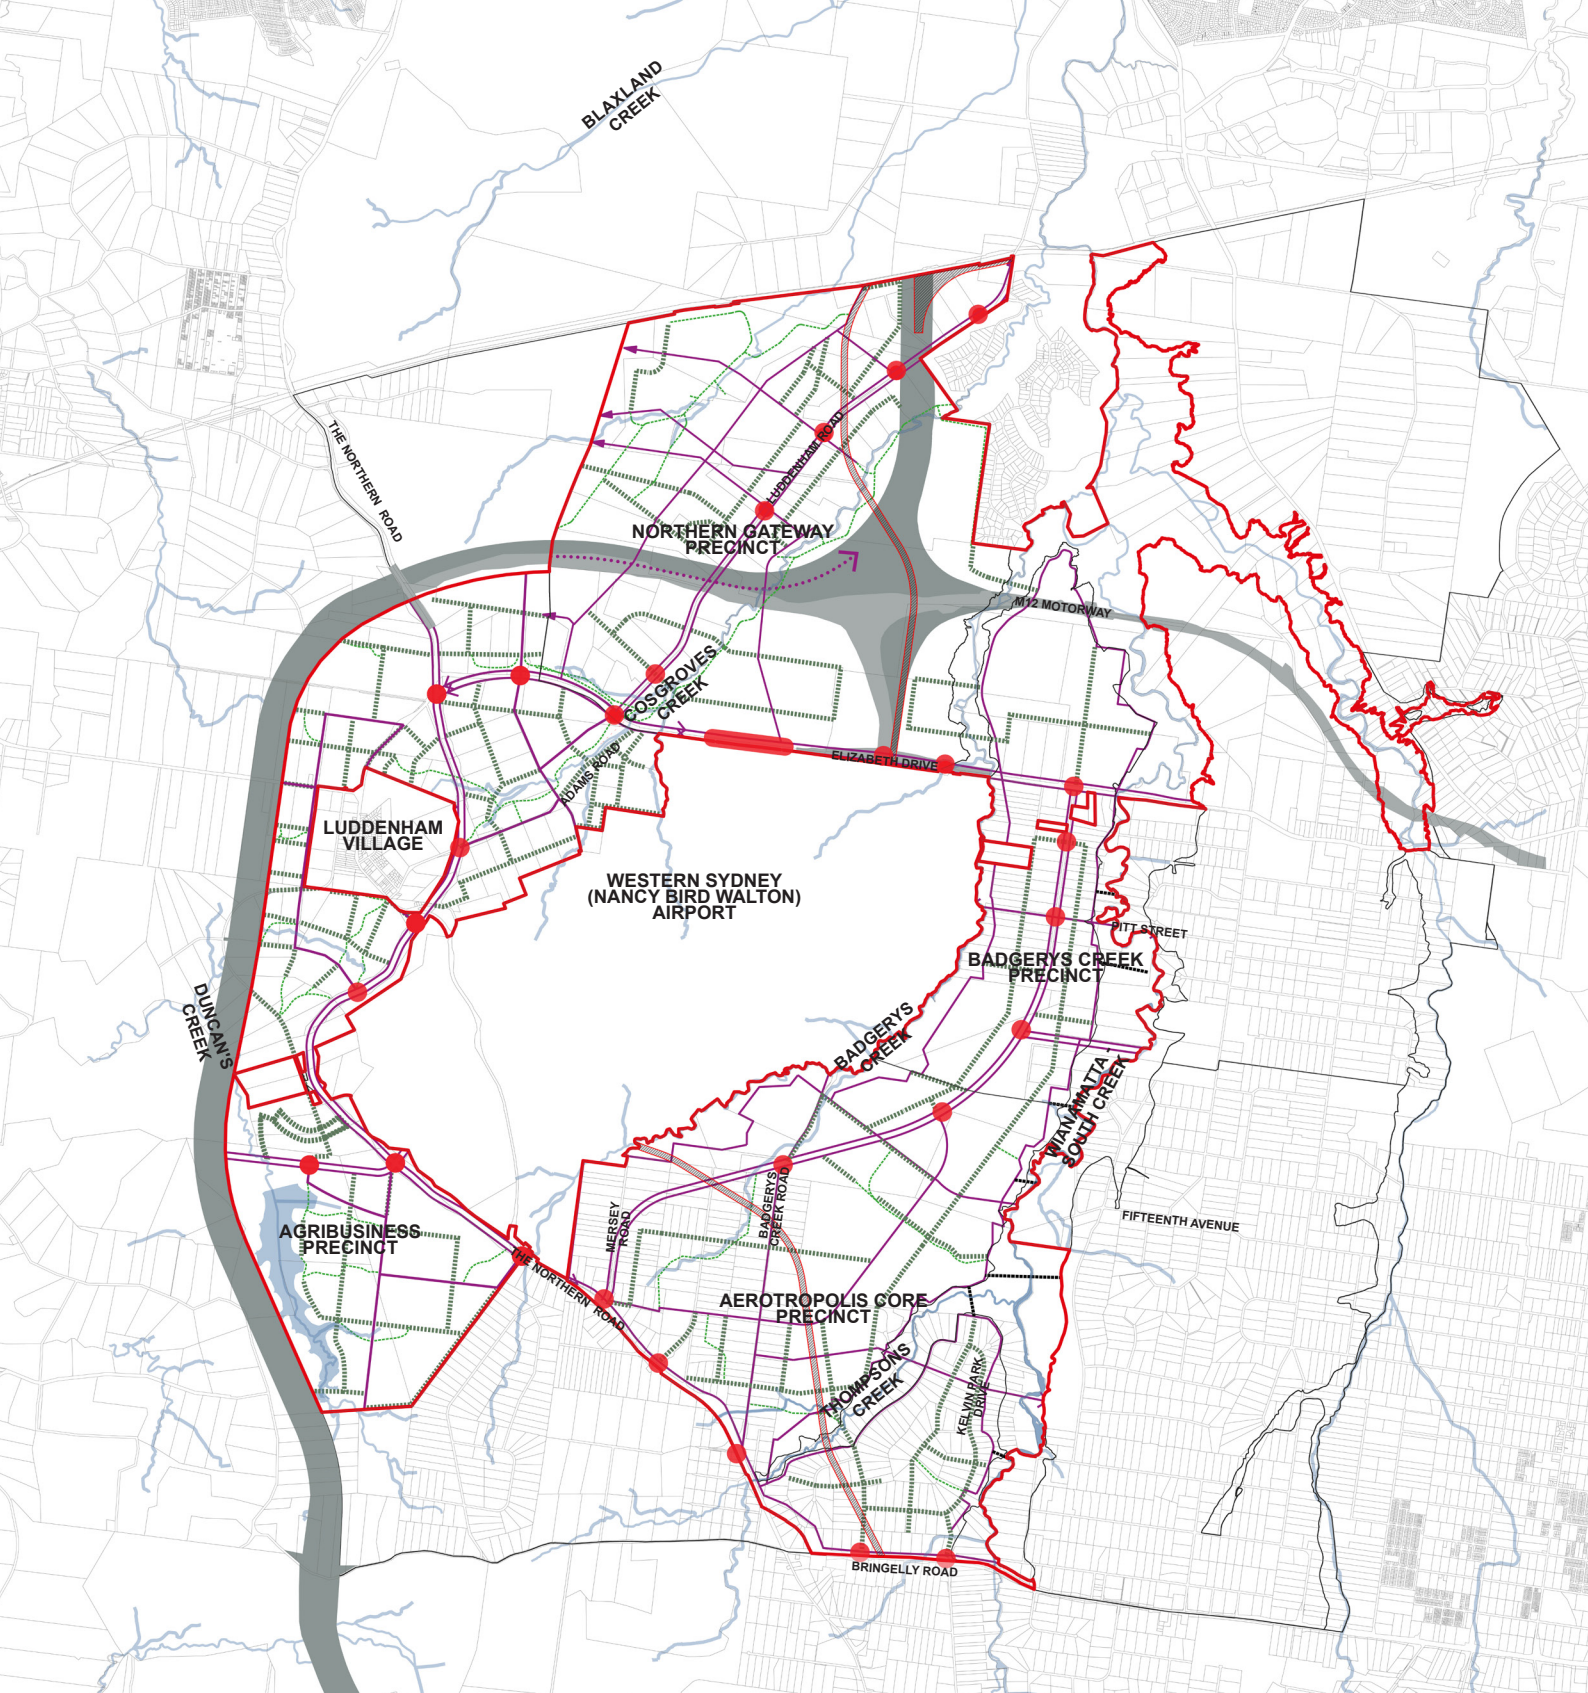 BLAXLAND
CREEK
THE NORTHERN ROAD
LUDDENHAM ROAD
NORTHERN GATEWAY
PRECINCT
M12 MOTORWAY
COSGROVES
CREEK
ELIZABETH DRIVE
ADAMS ROAD
LUDDENHAM
VILLAGE
WESTERN SYDNEY
(NANCY BIRD WALTON)
AIRPORT
PITT STREET
BADGERYS CREEK
PRECINCT
DUNCAN'S
CREEK
BADGERYS
CREEK
WIANAMATTA -
SOUTH CREEK
MERSEY
ROAD
BADGERYS
CREEK ROAD
FIFTEENTH AVENUE
AGRIBUSINESS
PRECINCT
THE NORTHERN ROAD
AEROTROPOLIS CORE
PRECINCT
THOMPSONS
CREEK
KELVIN PARK
DRIVE
BRINGELLY ROAD